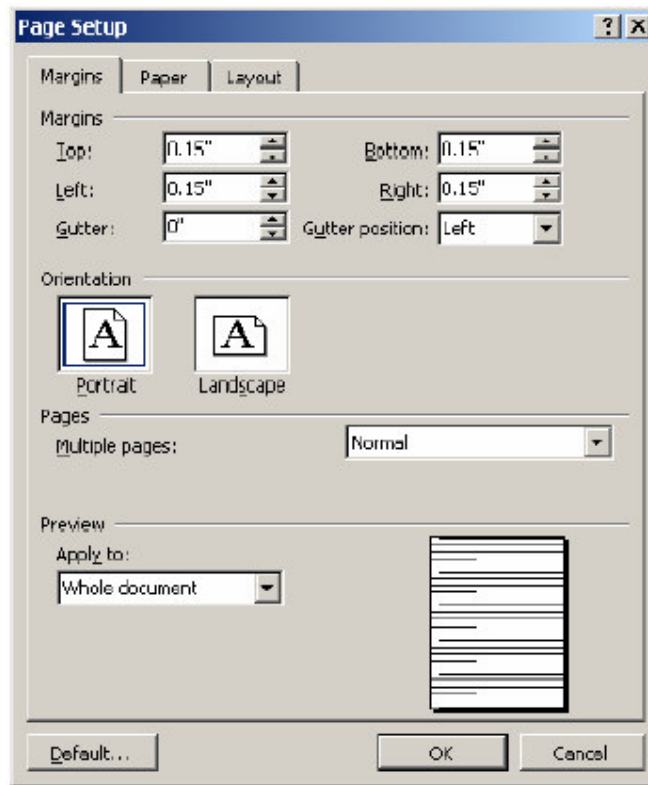 Page Setup
Margins Paper Layout
Margins
Top: 0.15" Bottom: 0.15"
Left: 0.15" Right: 0.15"
Gutter: 0" Gutter position: Left
Orientation
A A
Portrait Landscape
Pages
Multiple pages: Normal
Preview
Apply to:
Whole document
Default... OK Cancel